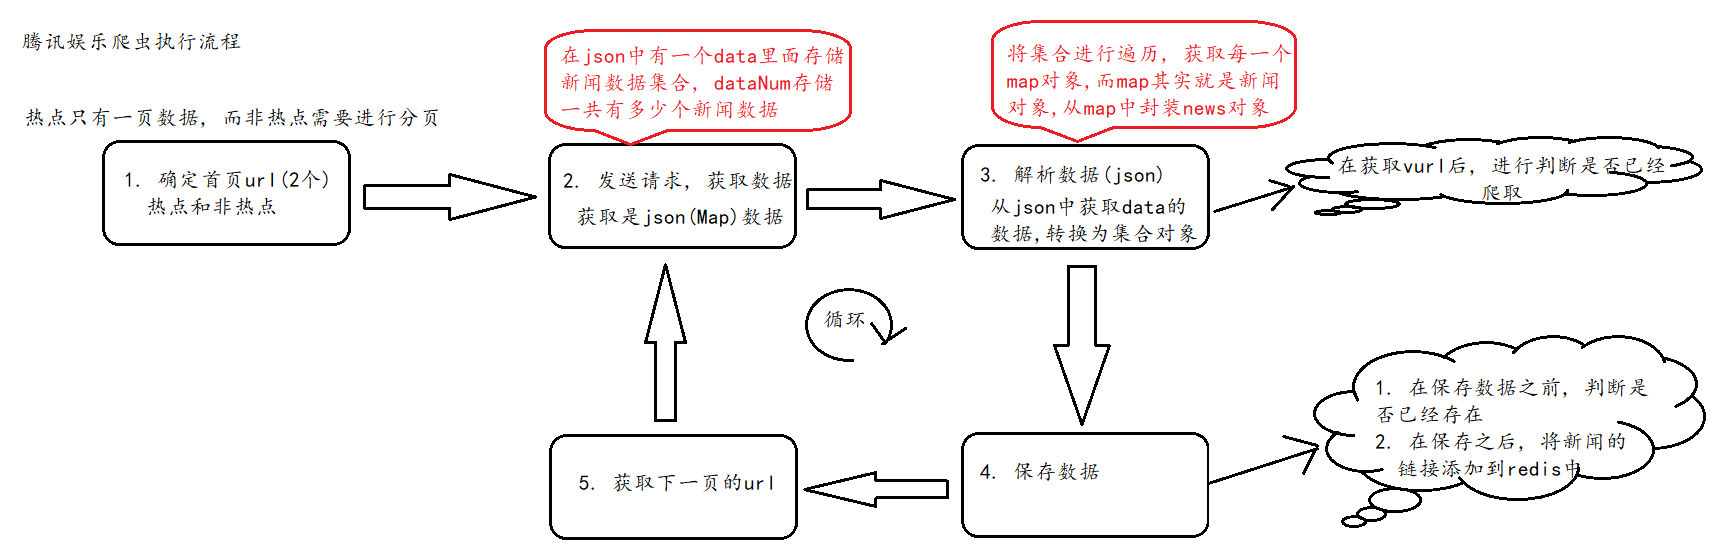 腾讯娱乐爬虫执行流程
热点只有一页数据, 而非热点需要进行分页
1. 确定首页url(2个)
热点和非热点
在json中有一个data里面存储
新闻数据集合, dataNum存储
一共有多少个新闻数据
2. 发送请求, 获取数据
获取是json(Map)数据
将集合进行遍历, 获取每一个
map对象,而map其实就是新闻
对象,从map中封装news对象
3. 解析数据(json)
从json中获取data的
数据,转换为集合对象
在获取vurl后, 进行判断是否已经
爬取
循环
4. 保存数据
1. 在保存数据之前, 判断是
否已经存在
2. 在保存之后, 将新闻的
链接添加到redis中
5. 获取下一页的url